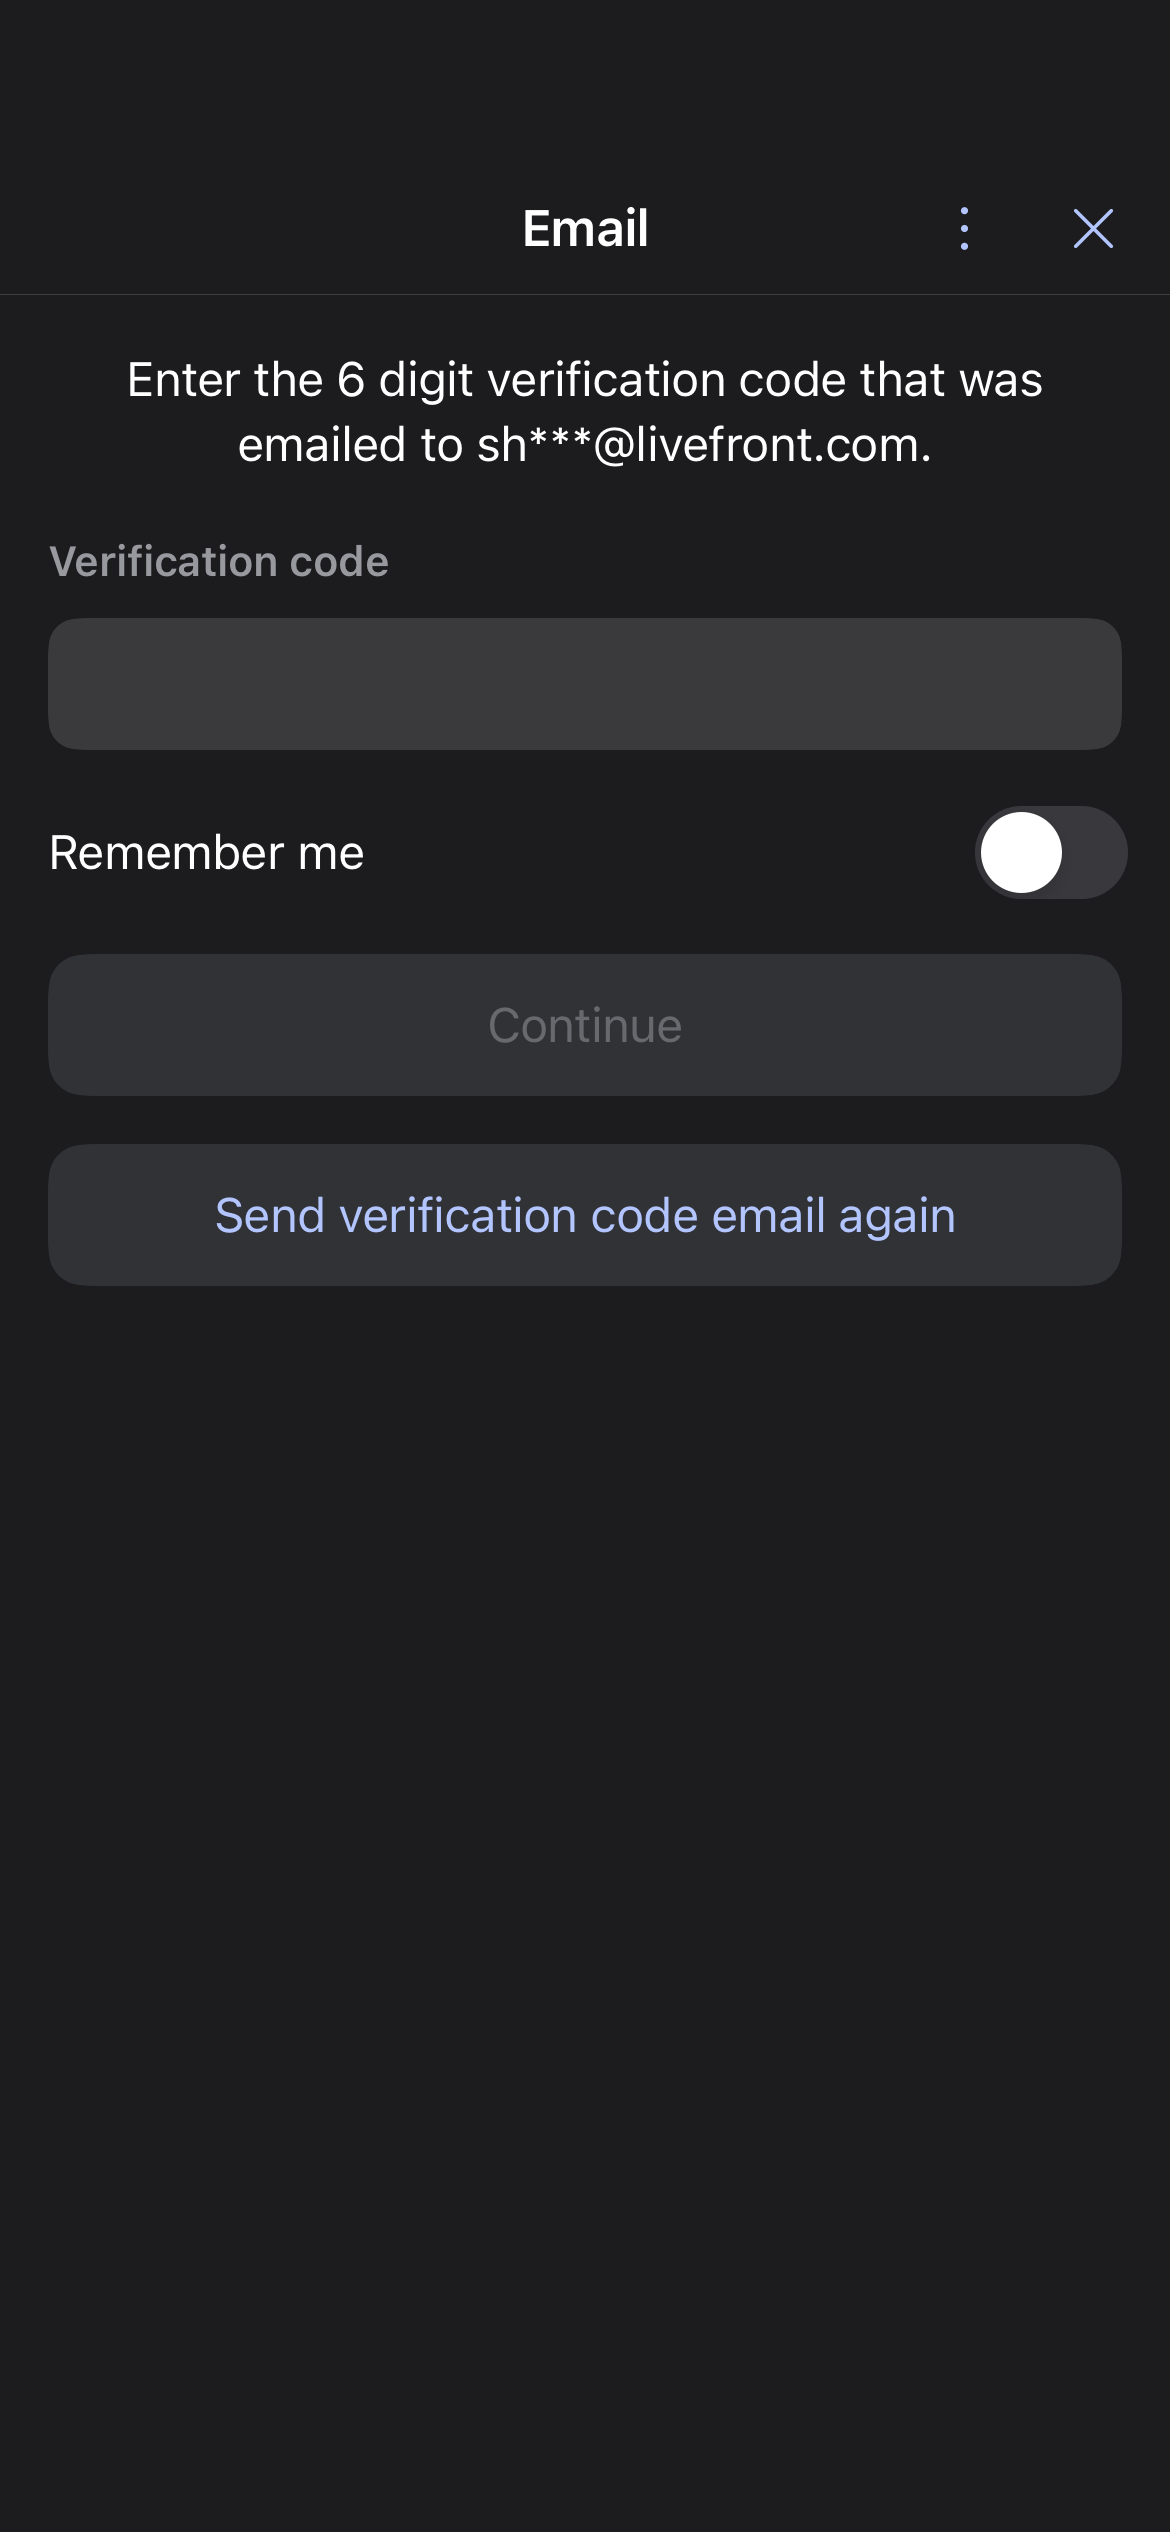 Email
Enter the 6 digit verification code that was
emailed to sh***@livefront.com.
Verification code
Remember me
Continue
Send verification code email again